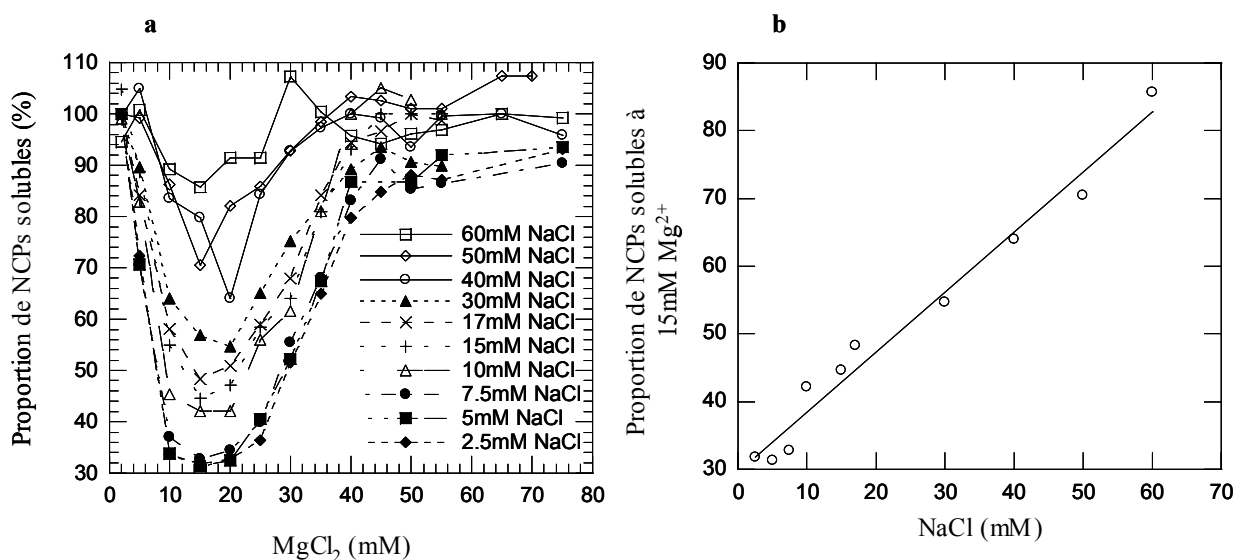 a
Proportion de NCPs solubles (%)
110
100
90
80
70
60
50
40
30
60mM NaCl
50mM NaCl
40mM NaCl
30mM NaCl
17mM NaCl
15mM NaCl
10mM NaCl
7.5mM NaCl
5mM NaCl
2.5mM NaCl
0 10 20 30 40 50 60 70 80
MgCl₂ (mM)
b
Proportion de NCPs solubles à
15mM Mg²⁺
90
80
70
60
50
40
30
0 10 20 30 40 50 60 70
NaCl (mM)